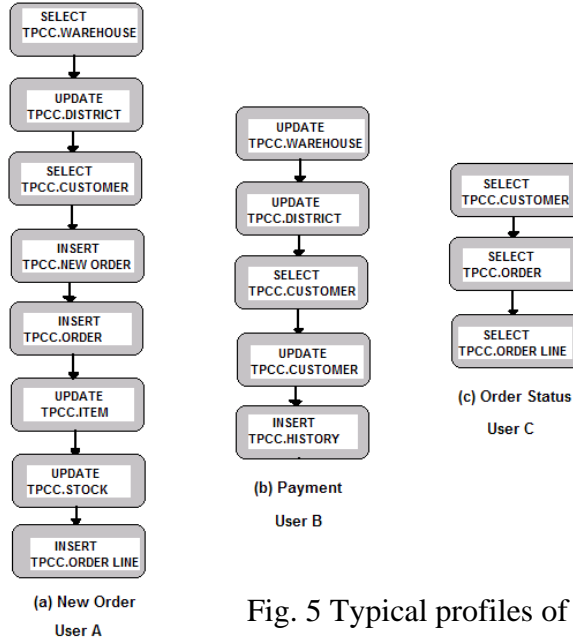 SELECT
TPCC.WAREHOUSE
UPDATE
TPCC.DISTRICT
SELECT
TPCC.CUSTOMER
INSERT
TPCC.NEW ORDER
INSERT
TPCC.ORDER
UPDATE
TPCC.ITEM
UPDATE
TPCC.STOCK
INSERT
TPCC.ORDER LINE
(a) New Order
User A
UPDATE
TPCC.WAREHOUSE
UPDATE
TPCC.DISTRICT
SELECT
TPCC.CUSTOMER
UPDATE
TPCC.CUSTOMER
INSERT
TPCC.HISTORY
(b) Payment
User B
SELECT
TPCC.CUSTOMER
SELECT
TPCC.ORDER
SELECT
TPCC.ORDER LINE
(c) Order Status
User C
Fig. 5 Typical profiles of